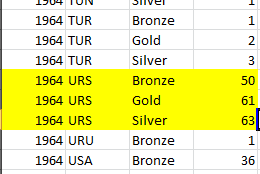 1964 TUN Silver 1
1964 TUR Bronze 1
1964 TUR Gold 2
1964 TUR Silver 3
1964 URS Bronze 50
1964 URS Gold 61
1964 URS Silver 63
1964 URU Bronze 1
1964 USA Bronze 36